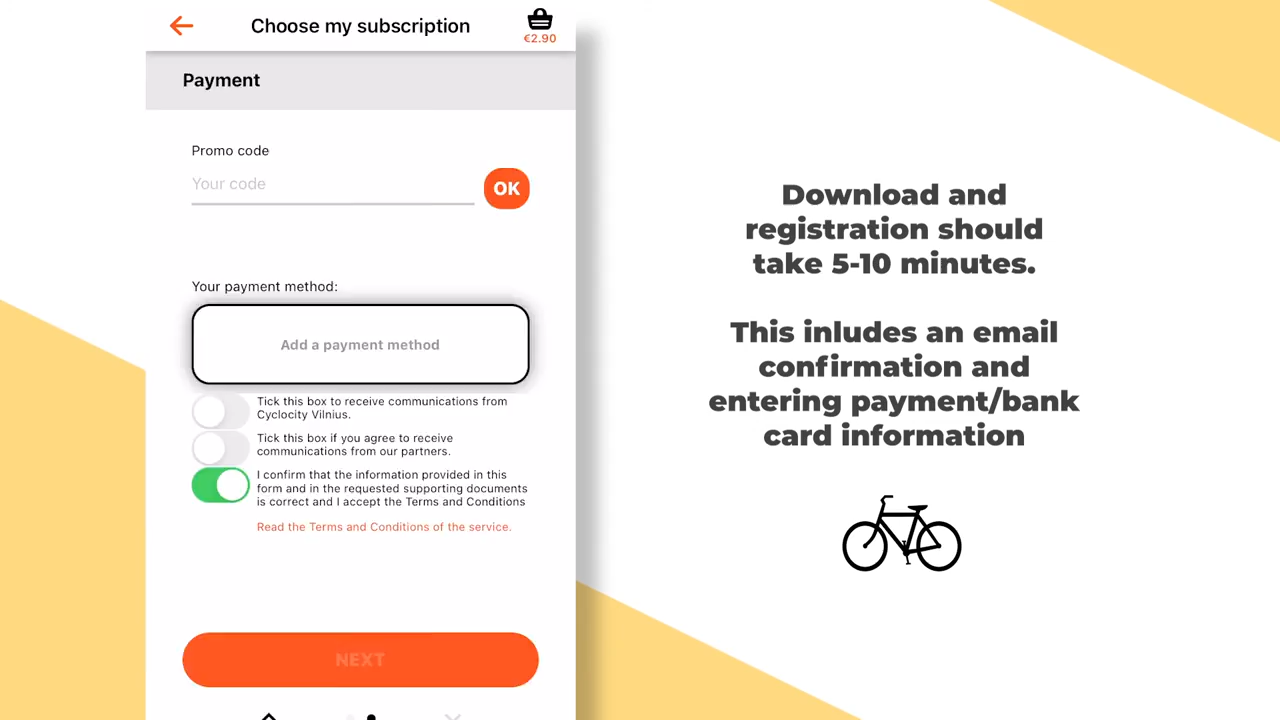 Choose my subscription
€2.90
Payment
Promo code
Your code
OK
Your payment method:
Add a payment method
Tick this box to receive communications from
Cyclocity Vilnius.
Tick this box if you agree to receive
communications from our partners.
I confirm that the information provided in this
form and in the requested supporting documents
is correct and I accept the Terms and Conditions
Read the Terms and Conditions of the service.
NEXT
Download and
registration should
take 5-10 minutes.
This inludes an email
confirmation and
entering payment/bank
card information